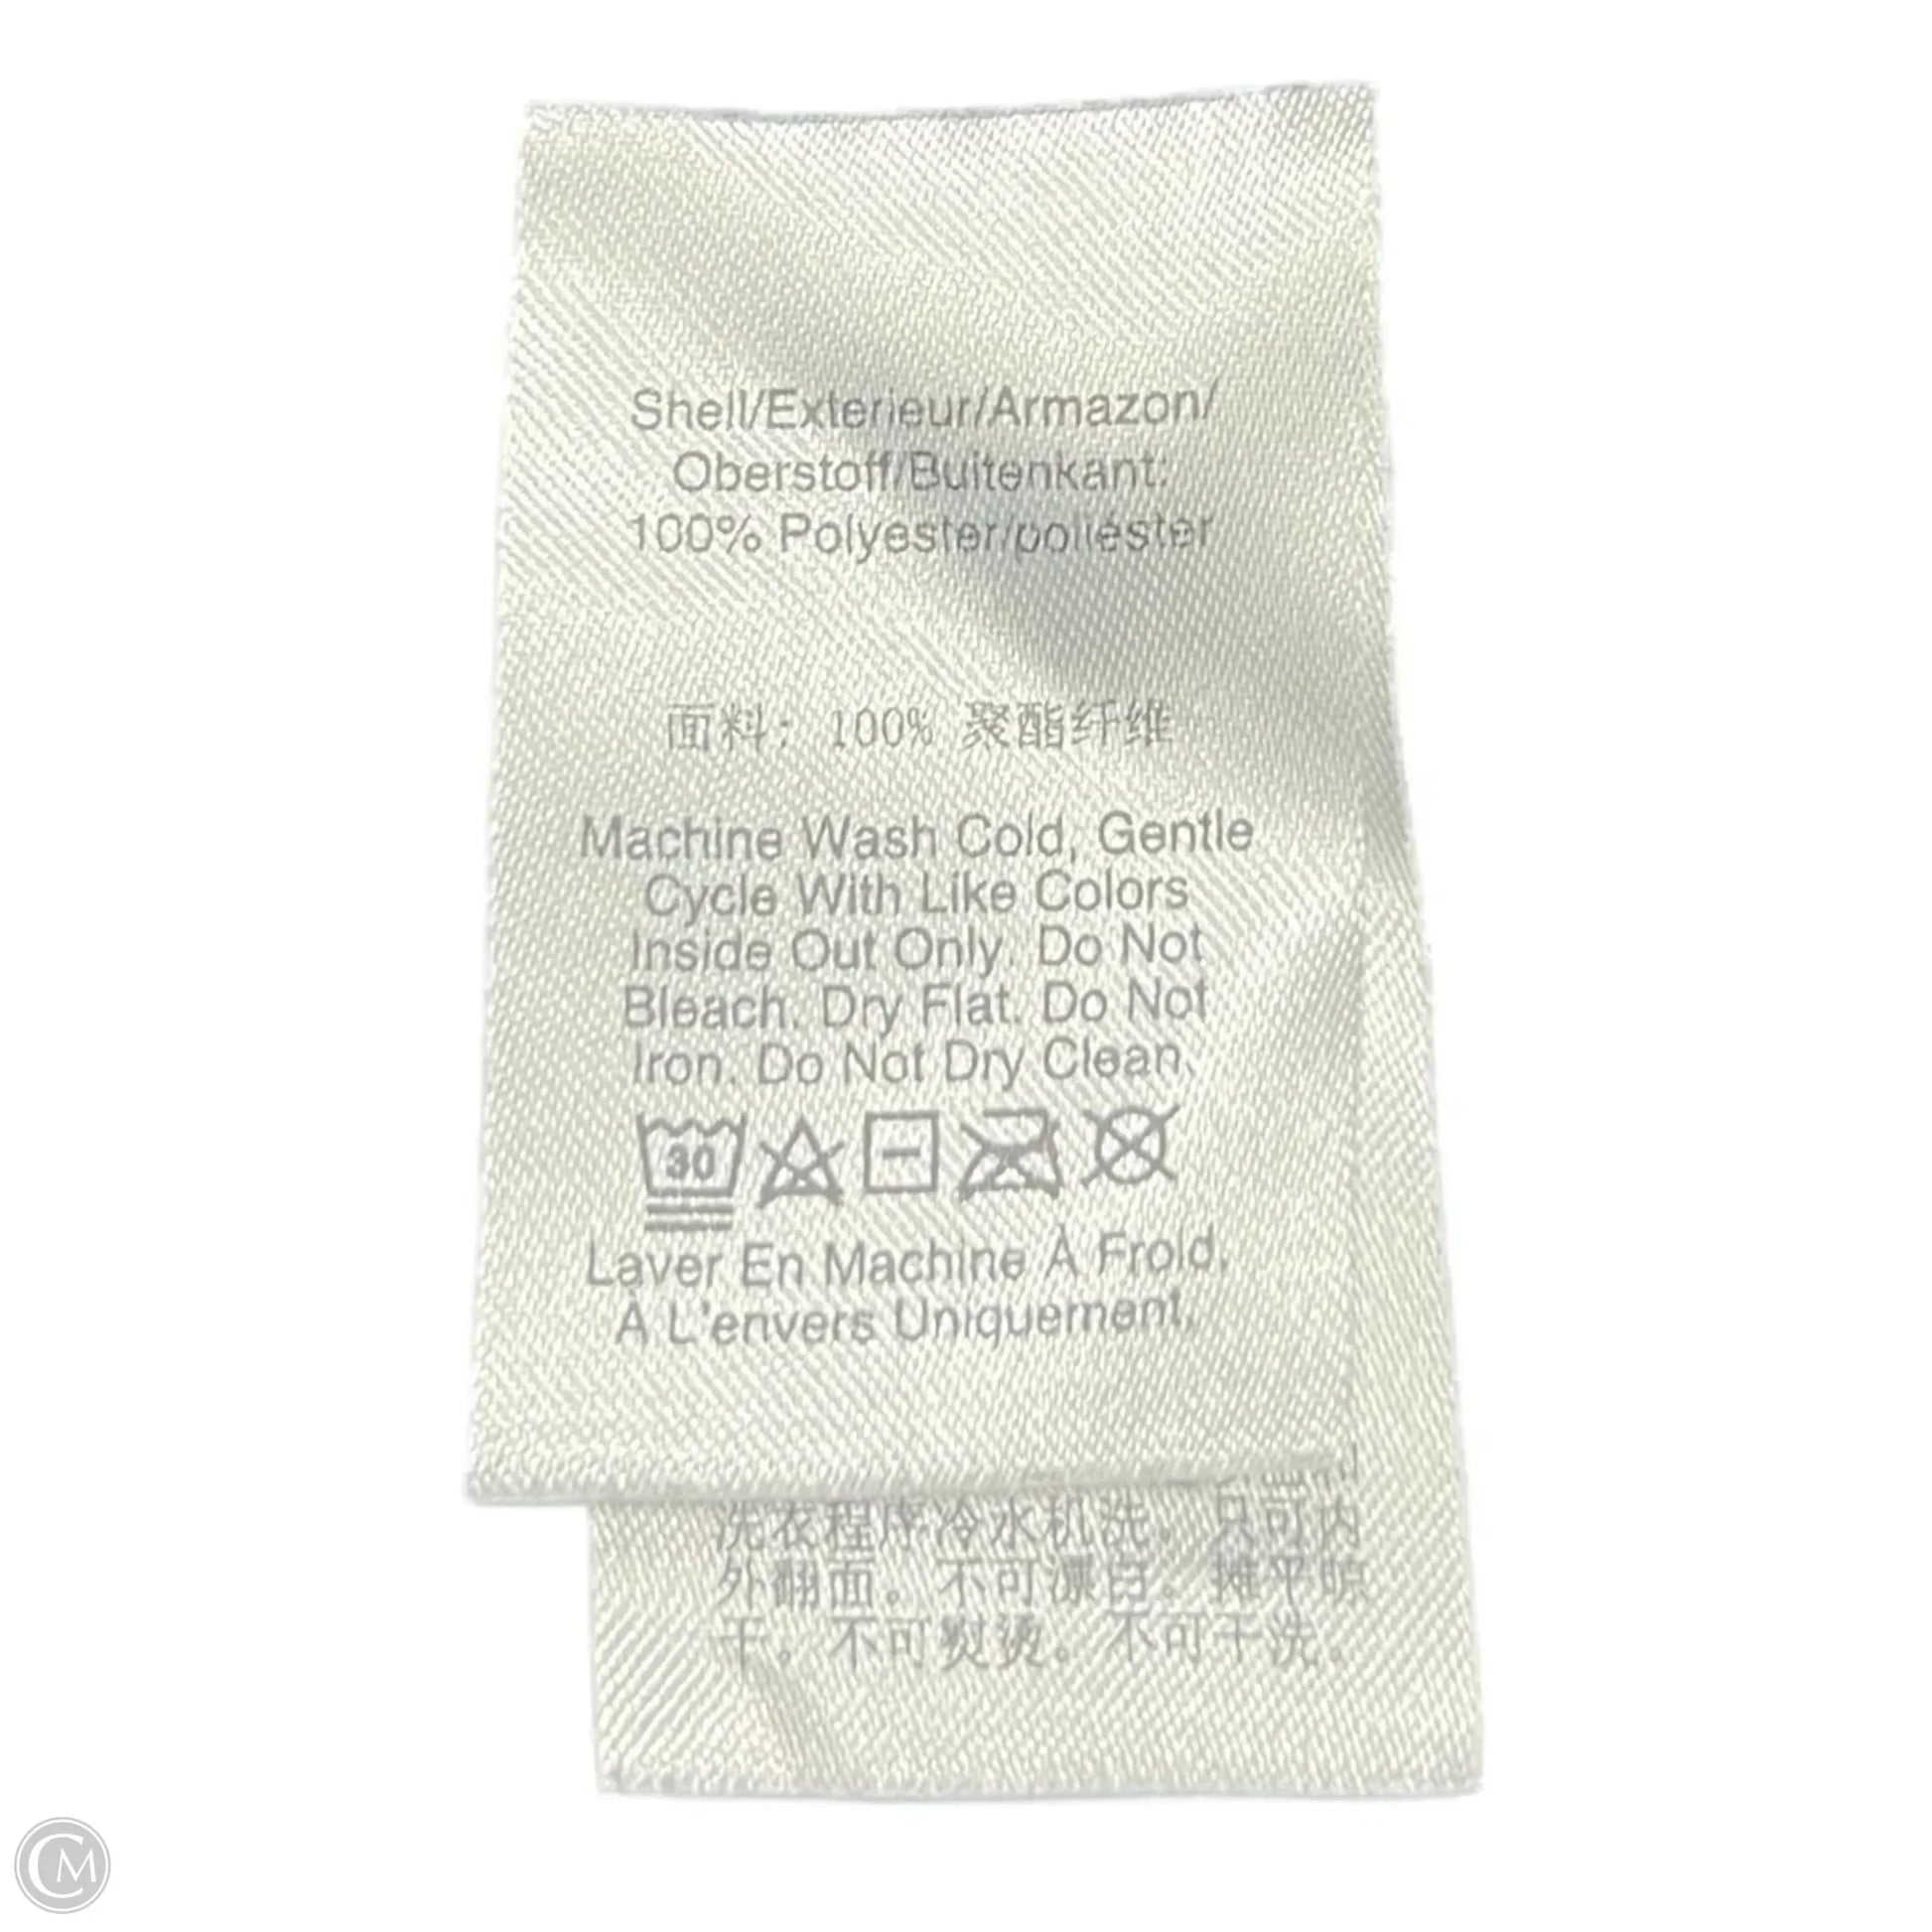 Shell/Exterieur/Armazon/
Oberstoff/Buitenkant:
100% Polyester/poliéster
面料: 100% 聚酯纤维
Machine Wash Cold, Gentle
Cycle With Like Colors
Inside Out Only. Do Not
Bleach. Dry Flat. Do Not
Iron. Do Not Dry Clean.
30
Laver En Machine À Froid.
À L'envers Uniquement.
洗衣程序冷水机洗。只可内
外翻面。不可漂白。摊平晾
干。不可熨烫。不可干洗。
CM